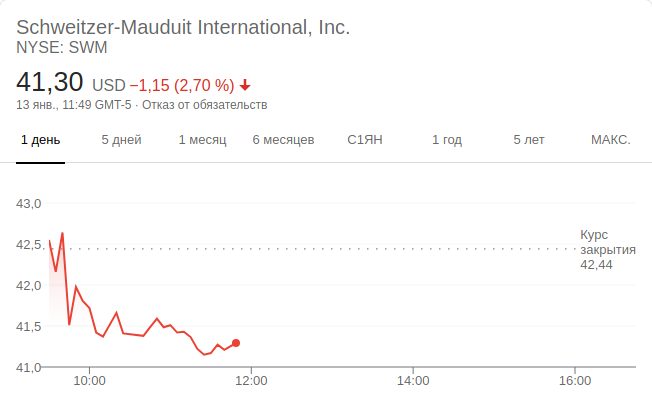 Schweitzer-Mauduit International, Inc.
NYSE: SWM
41,30 USD −1,15 (2,70 %)
13 янв., 11:49 GMT-5 · Отказ от обязательств
1 день 5 дней 1 месяц 6 месяцев С1ЯН 1 год 5 лет МАКС.
43,0
42,5
42,0
41,5
41,0
Курс
закрытия
42,44
10:00 12:00 14:00 16:00